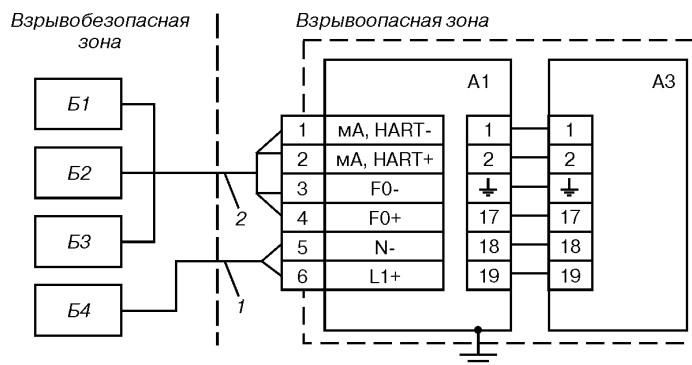 Взрывобезопасная
зона
Взрывоопасная зона
Б1
Б2
Б3
Б4
2
1
А1
А3
1 мА, HART-
2 мА, HART+
3 F0-
4 F0+
5 N-
6 L1+
1 1
2 2
17 17
18 18
19 19